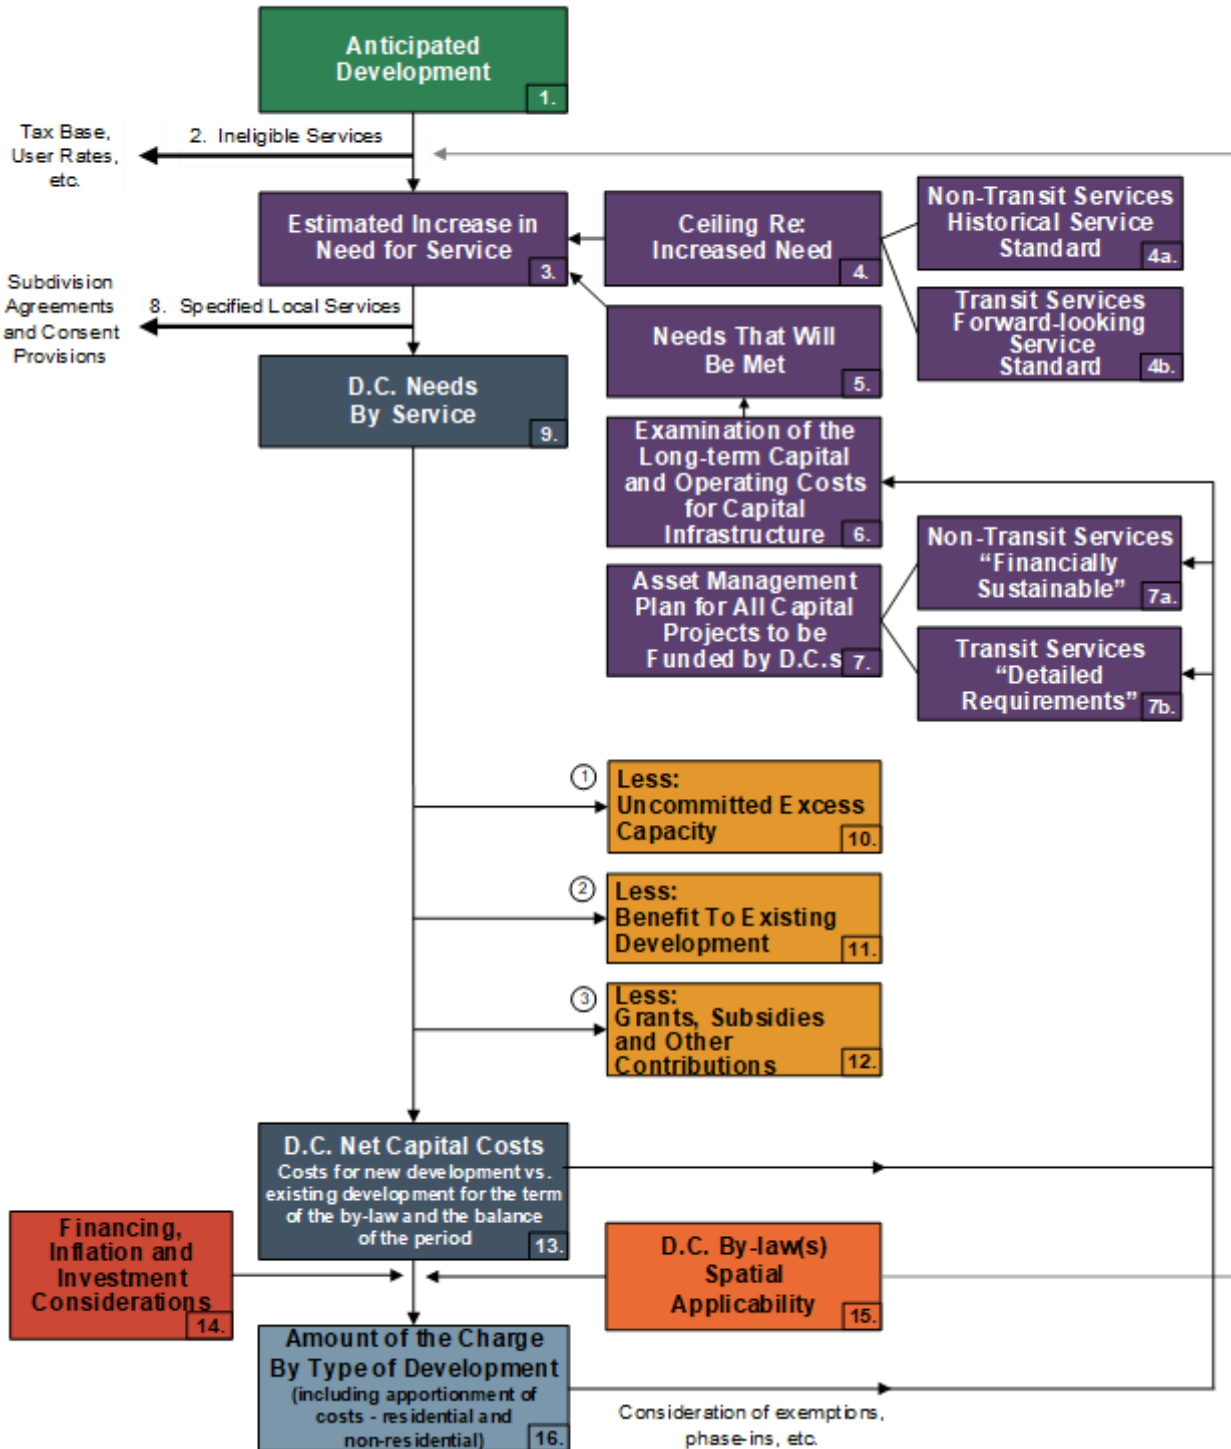 Anticipated
Development
1.
Tax Base,
User Rates,
etc.
2. Ineligible Services
Estimated Increase in
Need for Service
3.
Ceiling Re:
Increased Need
4.
Non-Transit Services
Historical Service
Standard
4a.
Transit Services
Forward-looking
Service
Standard
4b.
Subdivision
Agreements
and Consent
Provisions
8. Specified Local Services
Needs That Will
Be Met
5.
D.C. Needs
By Service
9.
Examination of the
Long-term Capital
and Operating Costs
for Capital
Infrastructure
6.
Asset Management
Plan for All Capital
Projects to be
Funded by D.C.s
7.
Non-Transit Services
“Financially
Sustainable”
7a.
Transit Services
“Detailed
Requirements”
7b.
1
Less:
Uncommitted Excess
Capacity
10.
2
Less:
Benefit To Existing
Development
11.
3
Less:
Grants, Subsidies
and Other
Contributions
12.
D.C. Net Capital Costs
Costs for new development vs.
existing development for the term
of the by-law and the balance
of the period
13.
Financing,
Inflation and
Investment
Considerations
14.
D.C. By-law(s)
Spatial
Applicability
15.
Amount of the Charge
By Type of Development
(including apportionment of
costs - residential and
non-residential)
16.
Consideration of exemptions,
phase-ins, etc.